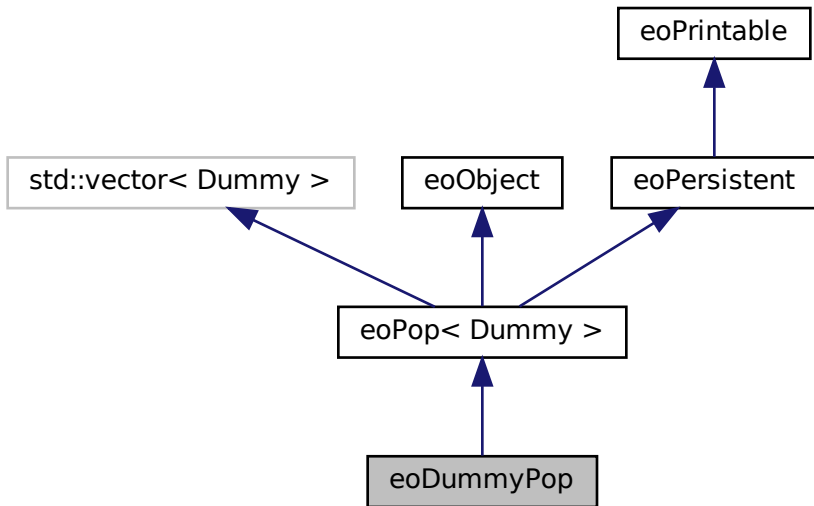 eoPrintable
std::vector< Dummy >
eoObject
eoPersistent
eoPop< Dummy >
eoDummyPop